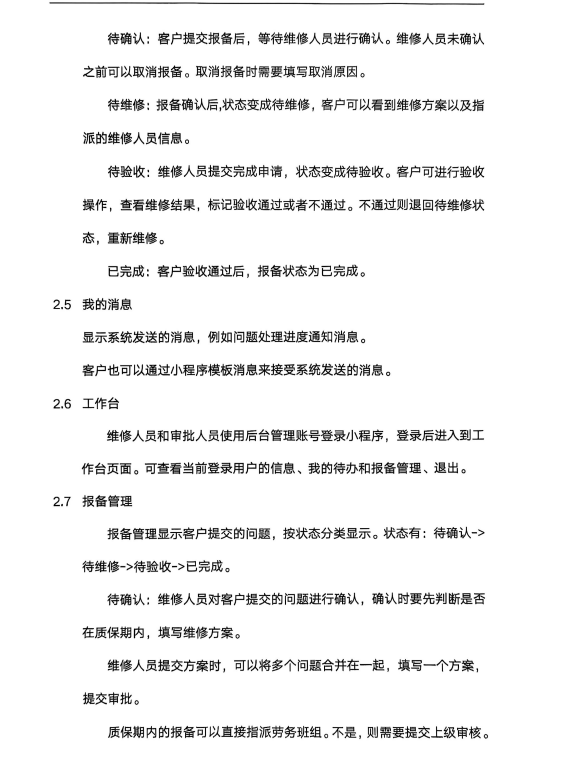 待确认：客户提交报备后，等待维修人员进行确认。维修人员未确认
之前可以取消报备。取消报备时需要填写取消原因。
待维修：报备确认后,状态变成待维修，客户可以看到维修方案以及指
派的维修人员信息。
待验收：维修人员提交完成申请，状态变成待验收。客户可进行验收
操作，查看维修结果，标记验收通过或者不通过。不通过则退回待维修状
态，重新维修。
已完成：客户验收通过后，报备状态为已完成。
2.5 我的消息
显示系统发送的消息，例如问题处理进度通知消息。
客户也可以通过小程序模板消息来接受系统发送的消息。
2.6 工作台
维修人员和审批人员使用后台管理账号登录小程序，登录后进入到工
作台页面。可查看当前登录用户的信息、我的待办和报备管理、退出。
2.7 报备管理
报备管理显示客户提交的问题，按状态分类显示。状态有：待确认->
待维修->待验收->已完成。
待确认：维修人员对客户提交的问题进行确认，确认时要先判断是否
在质保期内，填写维修方案。
维修人员提交方案时，可以将多个问题合并在一起，填写一个方案，
提交审批。
质保期内的报备可以直接指派劳务班组。不是，则需要提交上级审核。